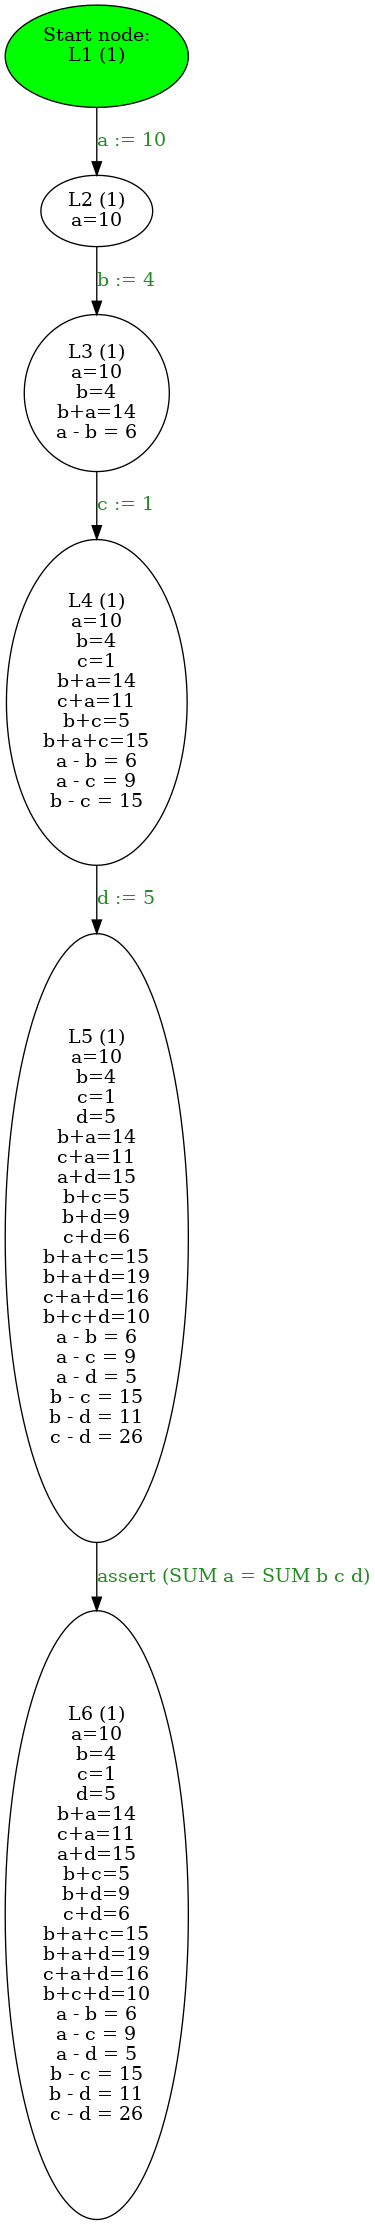 Start node:
L1 (1)
a := 10
L2 (1)
a=10
b := 4
L3 (1)
a=10
b=4
b+a=14
a - b = 6
c := 1
L4 (1)
a=10
b=4
c=1
b+a=14
c+a=11
b+c=5
b+a+c=15
a - b = 6
a - c = 9
b - c = 15
d := 5
L5 (1)
a=10
b=4
c=1
d=5
b+a=14
c+a=11
a+d=15
b+c=5
b+d=9
c+d=6
b+a+c=15
b+a+d=19
c+a+d=16
b+c+d=10
a - b = 6
a - c = 9
a - d = 5
b - c = 15
b - d = 11
c - d = 26
assert (SUM a = SUM b c d)
L6 (1)
a=10
b=4
c=1
d=5
b+a=14
c+a=11
a+d=15
b+c=5
b+d=9
c+d=6
b+a+c=15
b+a+d=19
c+a+d=16
b+c+d=10
a - b = 6
a - c = 9
a - d = 5
b - c = 15
b - d = 11
c - d = 26